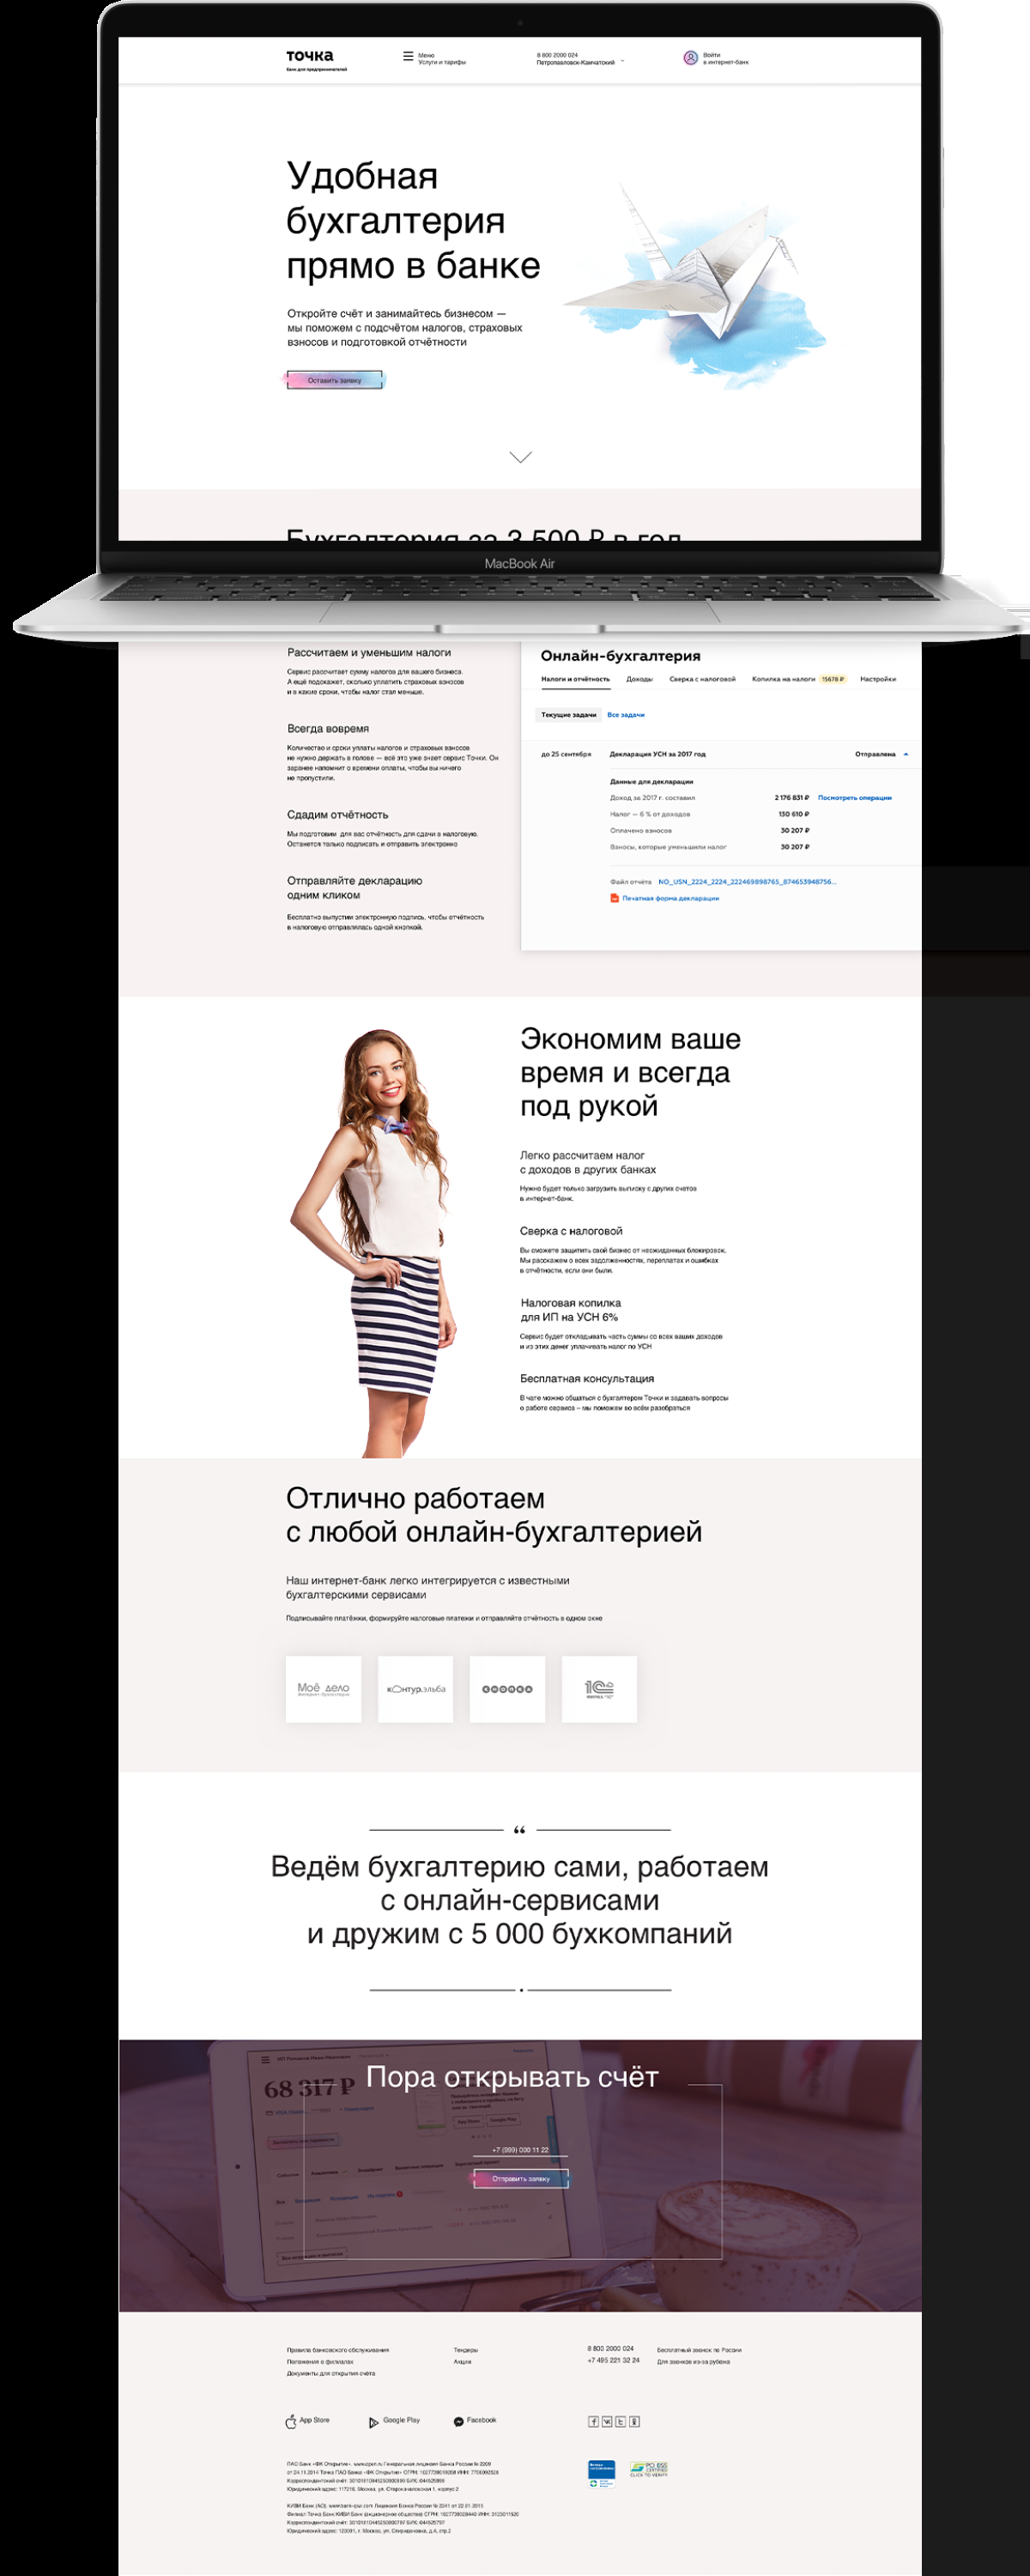 точка
банк для предпринимателей
Меню
Услуги и тарифы
8 800 2000 024
Петропавловск-Камчатский
Войти
в интернет-банк
Удобная
бухгалтерия
прямо в банке
Откройте счёт и занимайтесь бизнесом —
мы поможем с подсчётом налогов, страховых
взносов и подготовкой отчётности
Оставить заявку
Бухгалтерия за 3 500 ₽ в год
MacBook Air
Рассчитаем и уменьшим налоги
Сервис рассчитает сумму налогов для вашего бизнеса.
А ещё подскажет, сколько уплатить страховых взносов
и в какие сроки, чтобы налог стал меньше.
Всегда вовремя
Количество и сроки уплаты налогов и страховых взносов
не нужно держать в голове — всё это уже знает сервис Точки. Он
заранее напомнит о времени оплаты, чтобы вы ничего
не пропустили.
Сдадим отчётность
Мы подготовим для вас отчётность для сдачи в налоговую.
Останется только подписать и отправить электронно
Отправляйте декларацию
одним кликом
Бесплатно выпустим электронную подпись, чтобы отчётность
в налоговую отправлялась одной кнопкой.
Онлайн-бухгалтерия
Налоги и отчётность
Доходы
Сверка с налоговой
Копилка на налоги 15678 ₽
Настройки
Текущие задачи
Все задачи
до 25 сентября
Декларация УСН за 2017 год
Отправлена
Данные для декларации
Доход за 2017 г. составил 2 176 831 ₽ Посмотреть операции
Налог — 6 % от доходов 130 610 ₽
Оплачено взносов 30 207 ₽
Взносы, которые уменьшили налог 30 207 ₽
Файл отчёта NO_USN_2224_2224_222469898765_874653948756...
Печатная форма декларации
Экономим ваше
время и всегда
под рукой
Легко рассчитаем налог
с доходов в других банках
Нужно будет только загрузить выписку с других счетов
в интернет-банк.
Сверка с налоговой
Вы сможете защитить свой бизнес от неожиданных блокировок.
Мы расскажем о всех задолженностях, переплатах и ошибках
в отчётности, если они были.
Налоговая копилка
для ИП на УСН 6%
Сервис будет откладывать часть суммы со всех ваших доходов
и из этих денег уплачивать налог по УСН
Бесплатная консультация
В чате можно общаться с бухгалтером Точки и задавать вопросы
о работе сервиса – мы поможем во всём разобраться
Отлично работаем
с любой онлайн-бухгалтерией
Наш интернет-банк легко интегрируется с известными
бухгалтерскими сервисами
Подписывайте платёжки, формируйте налоговые платежи и отправляйте отчётность в одном окне
Моё дело
контур.эльба
кнопка
1С
“
Ведём бухгалтерию сами, работаем
с онлайн-сервисами
и дружим с 5 000 бухкомпаний
68 317 ₽
Пора открывать счёт
App Store
Google Play
+7 (999) 000 11 22
Отправить заявку
Правила банковского обслуживания
Положения о филиалах
Документы для открытия счёта
Тендеры
Акции
8 800 2000 024
Бесплатный звонок по России
+7 495 221 32 24
Для звонков из-за рубежа
App Store
Google Play
Facebook